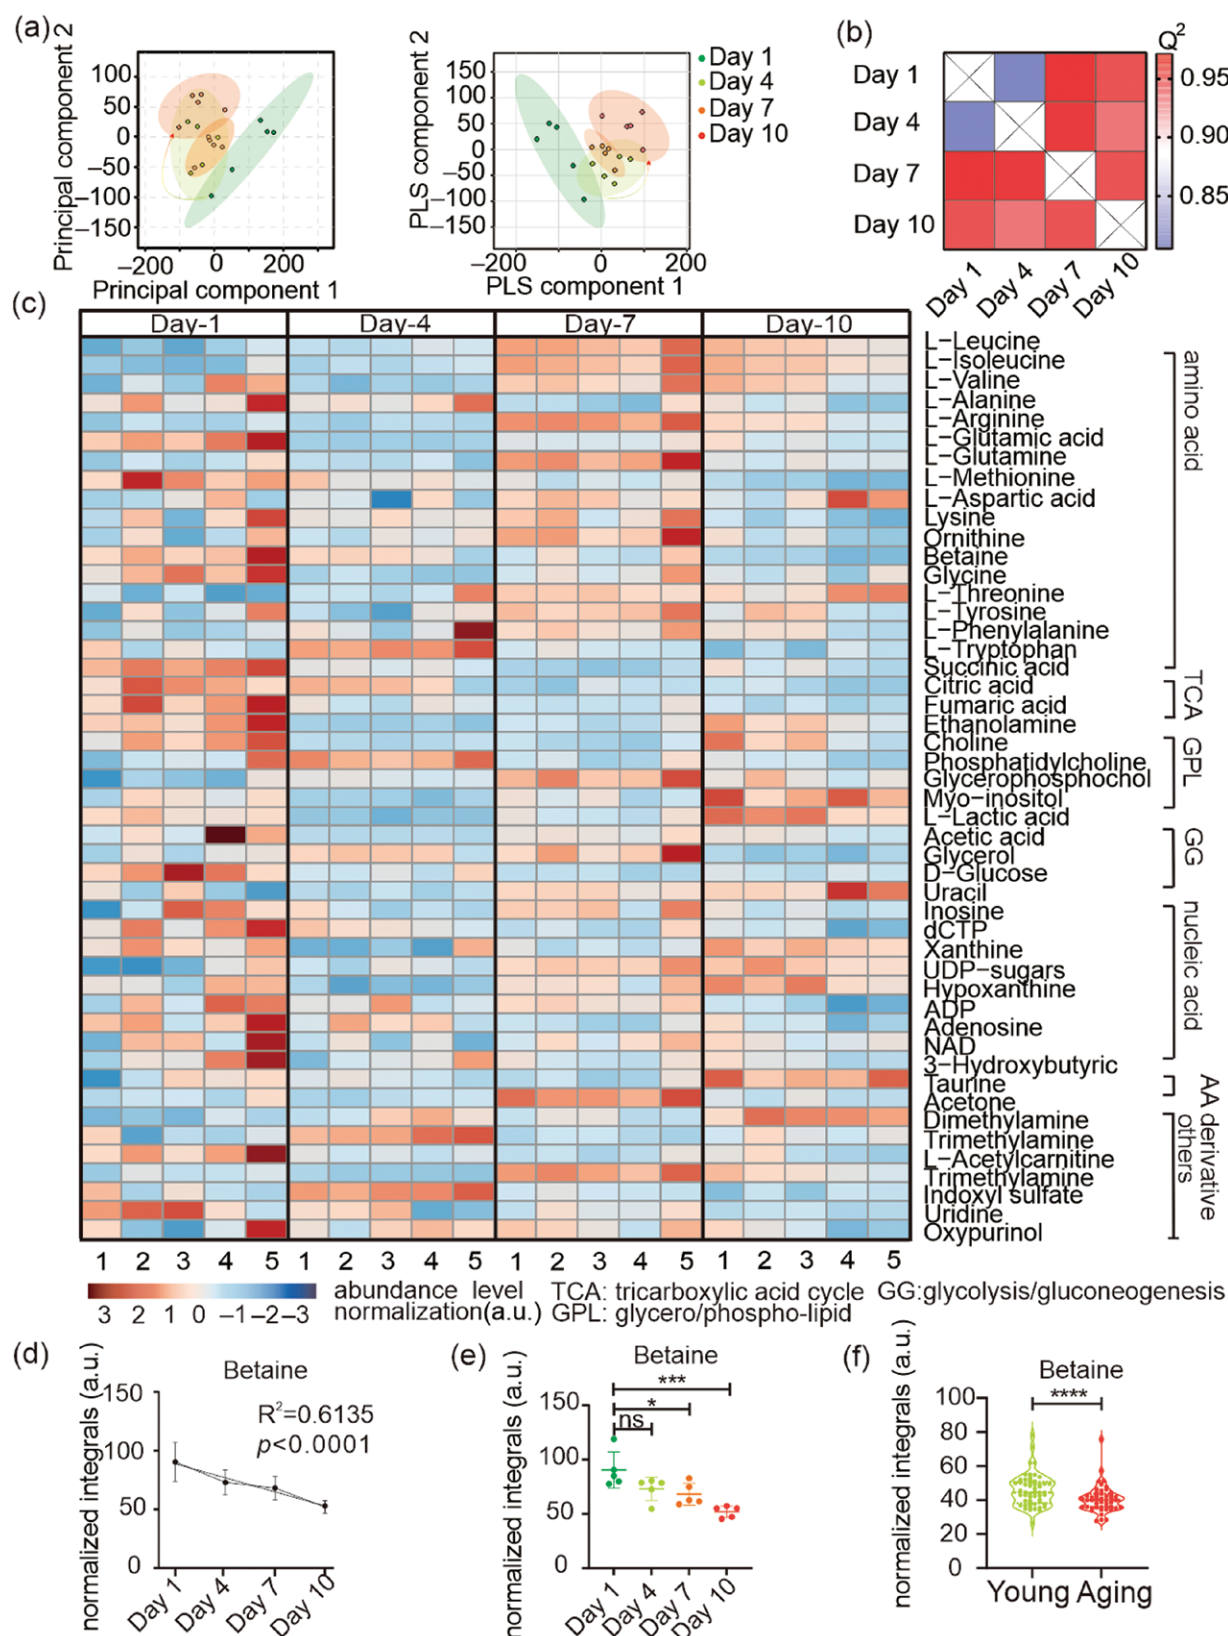 (a)
Principal component 2
100
50
0
−50
−100
−150
−200 0 200
Principal component 1
PLS component 2
150
100
50
0
−50
−100
−150
−200 0 200
PLS component 1
Day 1
Day 4
Day 7
Day 10
(b)
Day 1
Day 4
Day 7
Day 10
Day 1 Day 4 Day 7 Day 10
Q2
0.95
0.90
0.85
(c)
Day-1 Day-4 Day-7 Day-10
L−Leucine
L−Isoleucine
L−Valine
L−Alanine
L−Arginine
L−Glutamic acid
L−Glutamine
L−Methionine
L−Aspartic acid
Lysine
Ornithine
Betaine
Glycine
L−Threonine
L−Tyrosine
L−Phenylalanine
L−Tryptophan
Succinic acid
Citric acid
Fumaric acid
Ethanolamine
Choline
Phosphatidylcholine
Glycerophosphochol
Myo−inositol
L−Lactic acid
Acetic acid
Glycerol
D−Glucose
Uracil
Inosine
dCTP
Xanthine
UDP−sugars
Hypoxanthine
ADP
Adenosine
NAD
3−Hydroxybutyric
Taurine
Acetone
Dimethylamine
Trimethylamine
L−Acetylcarnitine
Trimethylamine
Indoxyl sulfate
Uridine
Oxypurinol
amino acid
TCA
GPL
GG
nucleic acid
AA derivative
others
1 2 3 4 5 1 2 3 4 5 1 2 3 4 5 1 2 3 4 5
3 2 1 0 −1 −2 −3
abundance level
normalization(a.u.)
TCA: tricarboxylic acid cycle GG:glycolysis/gluconeogenesis
GPL: glycero/phospho-lipid
(d)
Betaine
normalized integrals (a.u.)
150
100
50
0
R2=0.6135
p<0.0001
Day 1 Day 4 Day 7 Day 10
(e)
Betaine
normalized integrals (a.u.)
150
100
50
0
***
*
ns
Day 1 Day 4 Day 7 Day 10
(f)
Betaine
normalized integrals (a.u.)
100
80
60
40
20
0
****
Young Aging